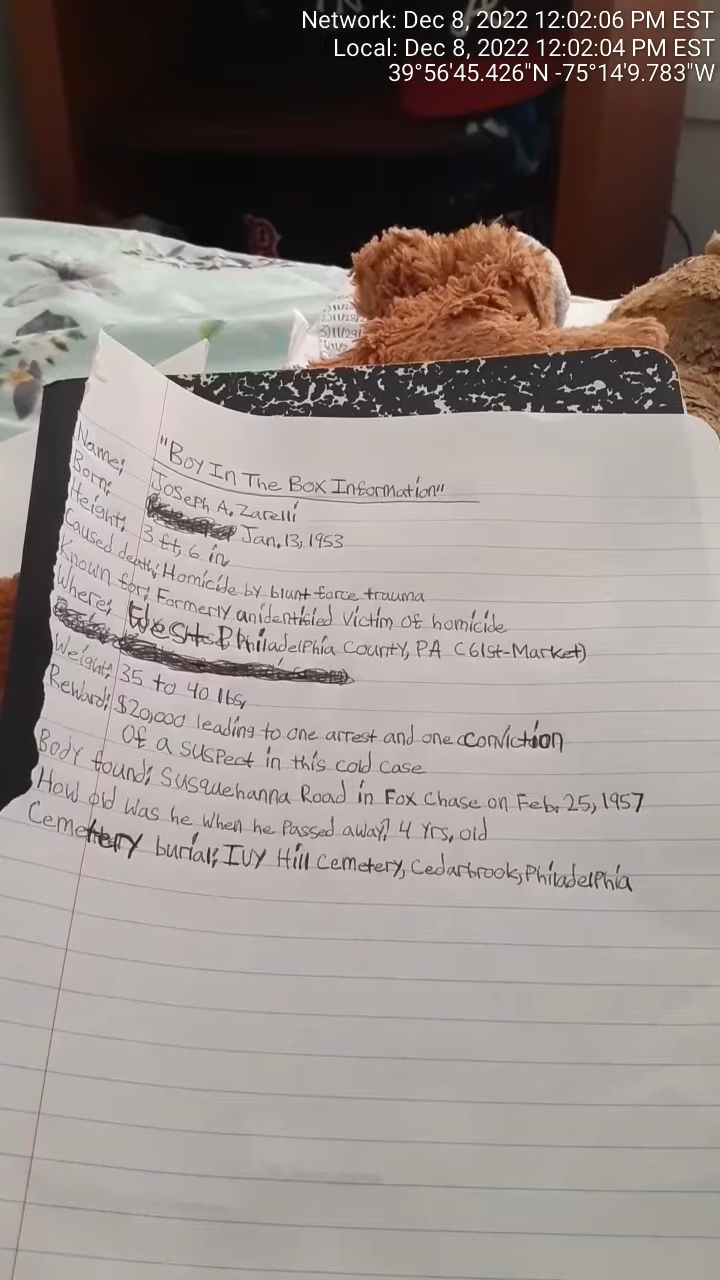 Network: Dec 8, 2022 12:02:06 PM EST
Local: Dec 8, 2022 12:02:04 PM EST
39°56'45.426"N -75°14'9.783"W
"Boy In The Box Information"
Name; Joseph A. Zarelli
Born; Jan. 13, 1953
Height; 3 ft, 6 in
Caused death; Homicide by blunt force trauma
Known for; Formerly anidentisied victim of homicide
Where; West Philadelphia County, PA (61st-Market)
Weight; 35 to 40 lbs,
Reward; $20,000 leading to one arrest and one conviction
Of a suspect in this cold case
Body found; Susquehanna Road in Fox Chase on Feb. 25, 1957
How old was he when he passed away? 4 yrs, old
Cemetery burial; Ivy Hill Cemetery, Cedarbrook, Philadelphia